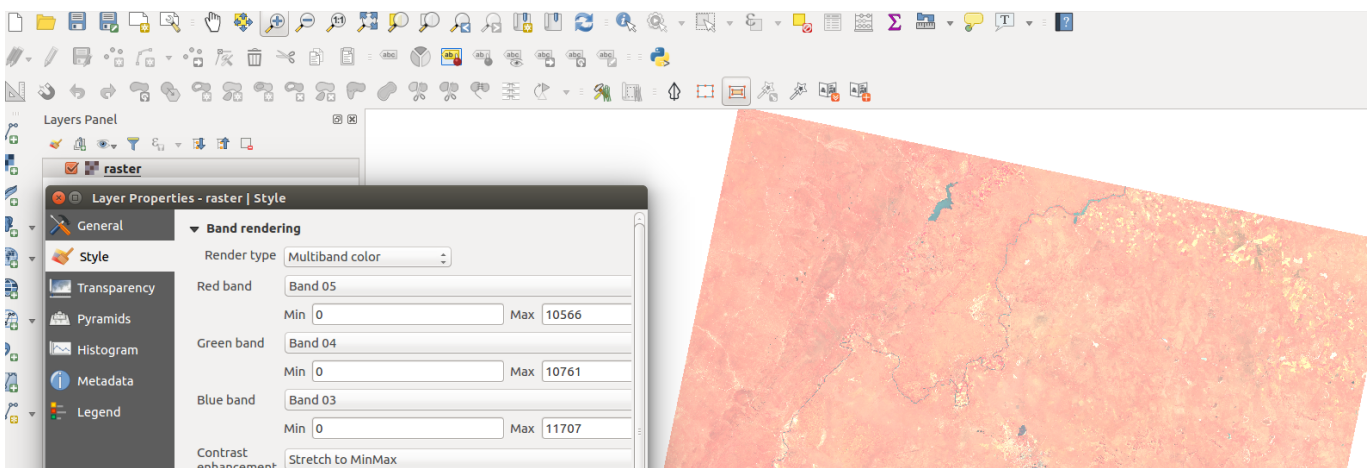 Layers Panel
raster
Layer Properties - raster | Style
General
Style
Transparency
Pyramids
Histogram
Metadata
Legend
Band rendering
Render type Multiband color
Red band Band 05
Min 0 Max 10566
Green band Band 04
Min 0 Max 10761
Blue band Band 03
Min 0 Max 11707
Contrast
enhancement Stretch to MinMax